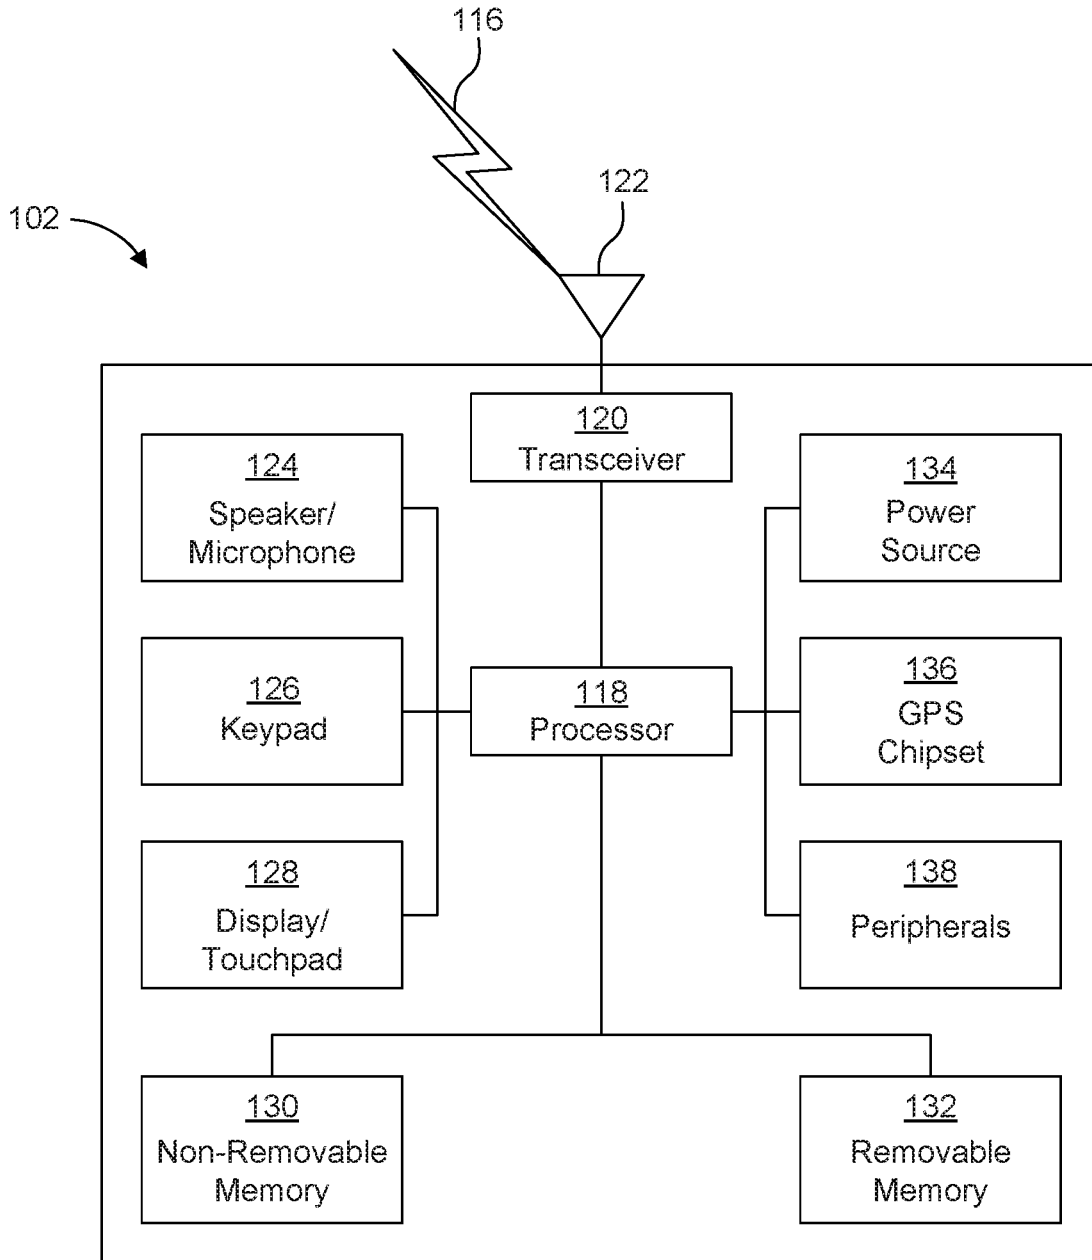 116
122
102
120
Transceiver
124
Speaker/
Microphone
134
Power
Source
126
Keypad
118
Processor
136
GPS
Chipset
128
Display/
Touchpad
138
Peripherals
130
Non-Removable
Memory
132
Removable
Memory